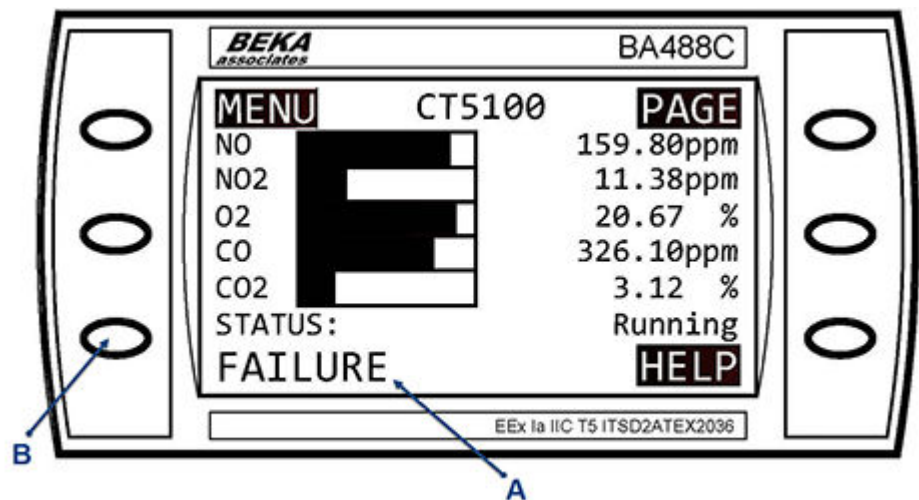 BEKA BA488C
associates
MENU CT5100 PAGE
NO 159.80ppm
NO2 11.38ppm
O2 20.67 %
CO 326.10ppm
CO2 3.12 %
STATUS: Running
FAILURE HELP
EEx Ia IIC T5 ITSD2ATEX2036
B
A